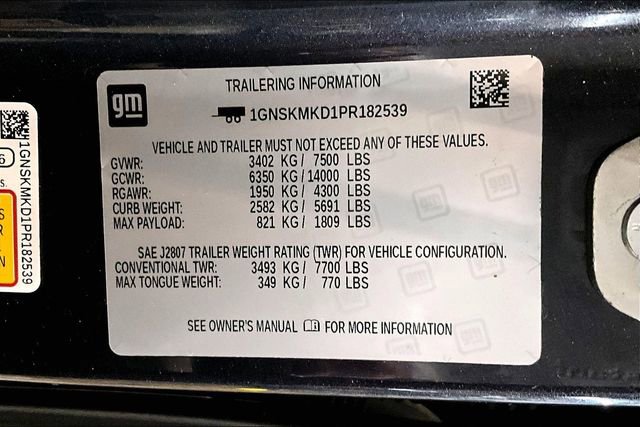 gm
TRAILERING INFORMATION
1GNSKMKD1PR182539
VEHICLE AND TRAILER MUST NOT EXCEED ANY OF THESE VALUES.
GVWR: 3402 KG / 7500 LBS
GCWR: 6350 KG / 14000 LBS
RGAWR: 1950 KG / 4300 LBS
CURB WEIGHT: 2582 KG / 5691 LBS
MAX PAYLOAD: 821 KG / 1809 LBS
SAE J2807 TRAILER WEIGHT RATING (TWR) FOR VEHICLE CONFIGURATION.
CONVENTIONAL TWR: 3493 KG / 7700 LBS
MAX TONGUE WEIGHT: 349 KG / 770 LBS
SEE OWNER'S MANUAL FOR MORE INFORMATION
1GNSKMKD1PR182539